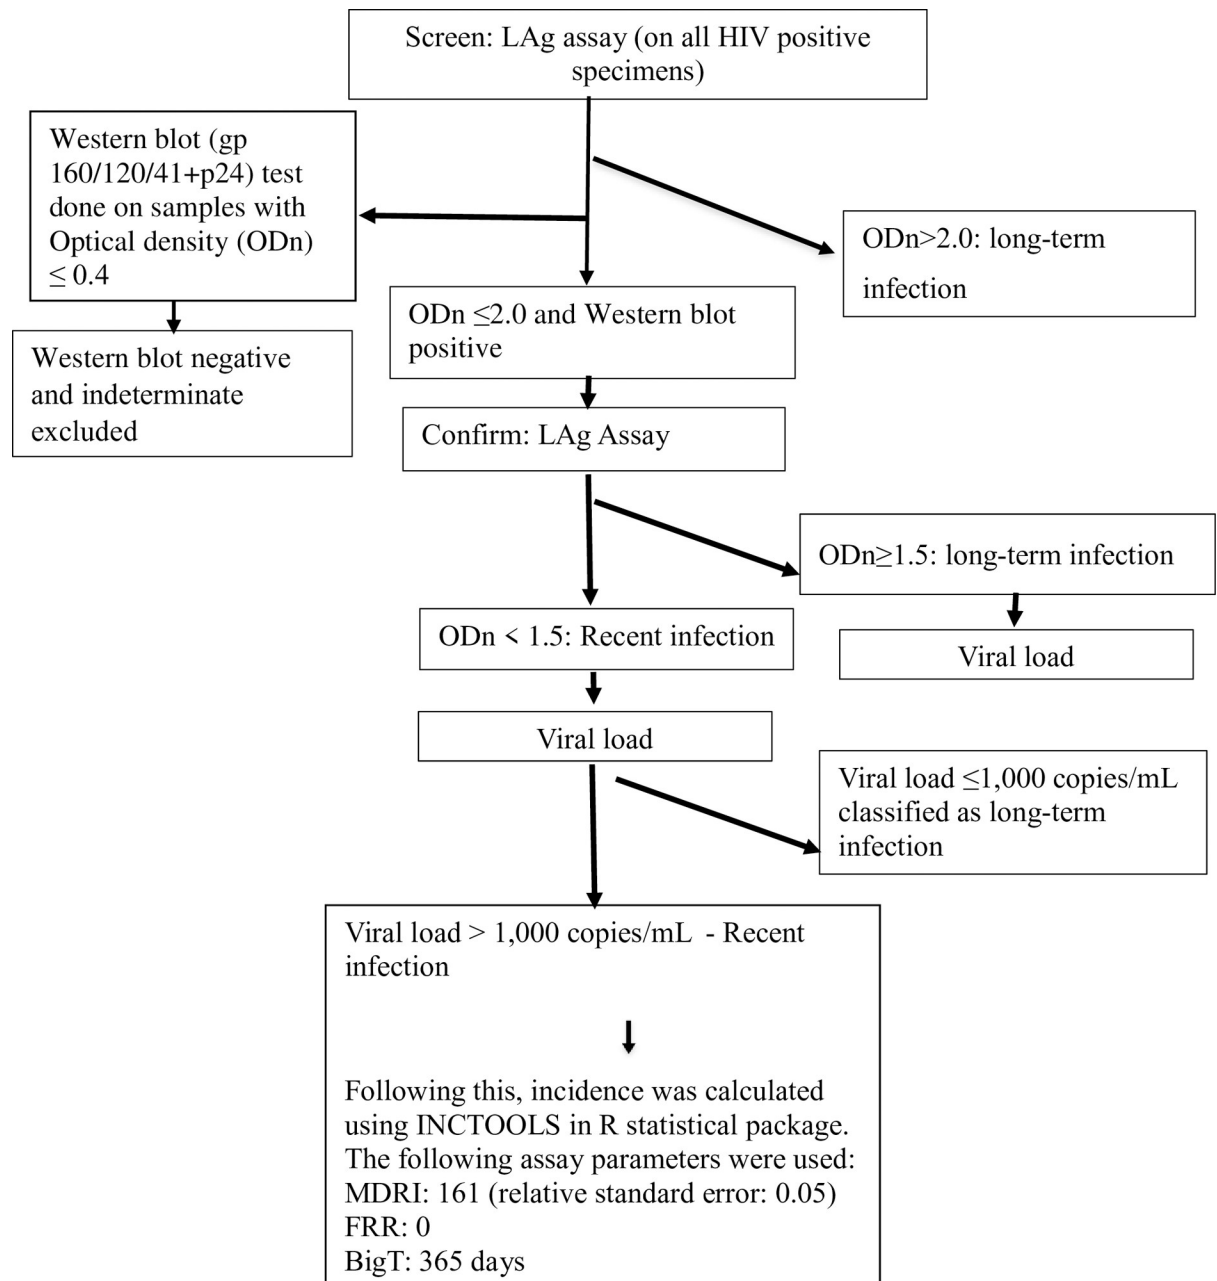 Screen: LAg assay (on all HIV positive
specimens)
Western blot (gp
160/120/41+p24) test
done on samples with
Optical density (ODn)
≤ 0.4
ODn>2.0: long-term
infection
ODn ≤2.0 and Western blot
positive
Western blot negative
and indeterminate
excluded
Confirm: LAg Assay
ODn≥1.5: long-term infection
ODn < 1.5: Recent infection
Viral load
Viral load
Viral load ≤1,000 copies/mL
classified as long-term
infection
Viral load > 1,000 copies/mL - Recent
infection
Following this, incidence was calculated
using INCTOOLS in R statistical package.
The following assay parameters were used:
MDRI: 161 (relative standard error: 0.05)
FRR: 0
BigT: 365 days